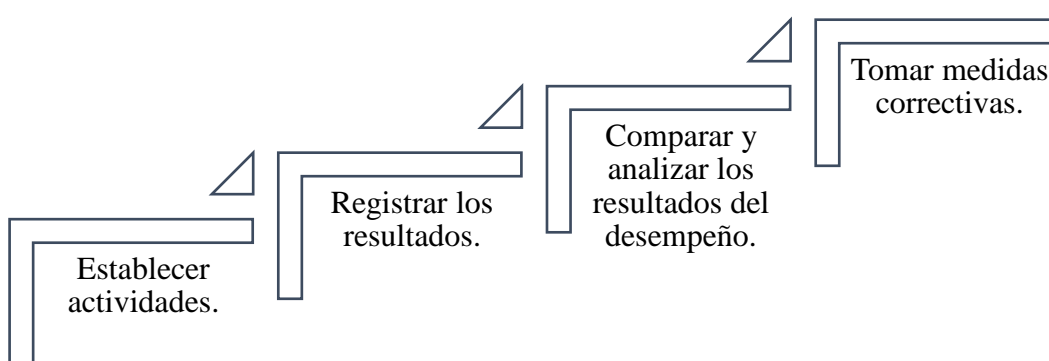 Establecer
actividades.
Registrar los
resultados.
Comparar y
analizar los
resultados del
desempeño.
Tomar medidas
correctivas.